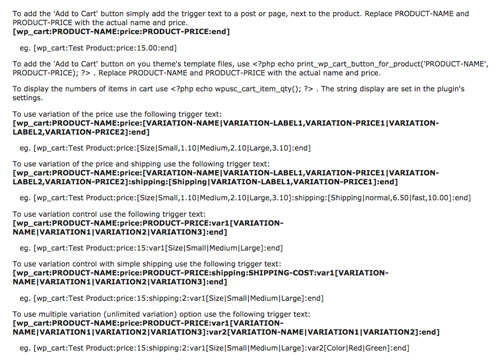 To add the 'Add to Cart' button simply add the trigger text to a post or page, next to the product. Replace PRODUCT-NAME and
PRODUCT-PRICE with the actual name and price.
[wp_cart:PRODUCT-NAME:price:PRODUCT-PRICE:end]
eg. [wp_cart:Test Product:price:15.00:end]
To add the 'Add to Cart' button on you theme's template files, use <?php echo print_wp_cart_button_for_product('PRODUCT-NAME',
PRODUCT-PRICE); ?> . Replace PRODUCT-NAME and PRODUCT-PRICE with the actual name and price.
To display the numbers of items in cart use <?php echo wpusc_cart_item_qty(); ?> . The string display are set in the plugin's
settings.
To use variation of the price use the following trigger text:
[wp_cart:PRODUCT-NAME:price:[VARIATION-NAME|VARIATION-LABEL1,VARIATION-PRICE1|VARIATION-
LABEL2,VARIATION-PRICE2]:end]
eg. [wp_cart:Test Product:price:[Size|Small,1.10|Medium,2.10|Large,3.10]:end]
To use variation of the price and shipping use the following trigger text:
[wp_cart:PRODUCT-NAME:price:[VARIATION-NAME|VARIATION-LABEL1,VARIATION-PRICE1|VARIATION-
LABEL2,VARIATION-PRICE2]:shipping:[Shipping|VARIATION-LABEL1,VARIATION-PRICE1]:end]
eg. [wp_cart:Test Product:price:[Size|Small,1.10|Medium,2.10|Large,3.10]:shipping:[Shipping|normal,6.50|fast,10.00]:end]
To use variation control use the following trigger text:
[wp_cart:PRODUCT-NAME:price:PRODUCT-PRICE:var1[VARIATION-
NAME|VARIATION1|VARIATION2|VARIATION3]:end]
eg. [wp_cart:Test Product:price:15:var1[Size|Small|Medium|Large]:end]
To use variation control with simple shipping use the following trigger text:
[wp_cart:PRODUCT-NAME:price:PRODUCT-PRICE:shipping:SHIPPING-COST:var1[VARIATION-
NAME|VARIATION1|VARIATION2|VARIATION3]:end]
eg. [wp_cart:Test Product:price:15:shipping:2:var1[Size|Small|Medium|Large]:end]
To use multiple variation (unlimited variation) option use the following trigger text:
[wp_cart:PRODUCT-NAME:price:PRODUCT-PRICE:var1[VARIATION-
NAME|VARIATION1|VARIATION2|VARIATION3]:var2[VARIATION-NAME|VARIATION1|VARIATION2]:end]
eg. [wp_cart:Test Product:price:15:shipping:2:var1[Size|Small|Medium|Large]:var2[Color|Red|Green]:end]